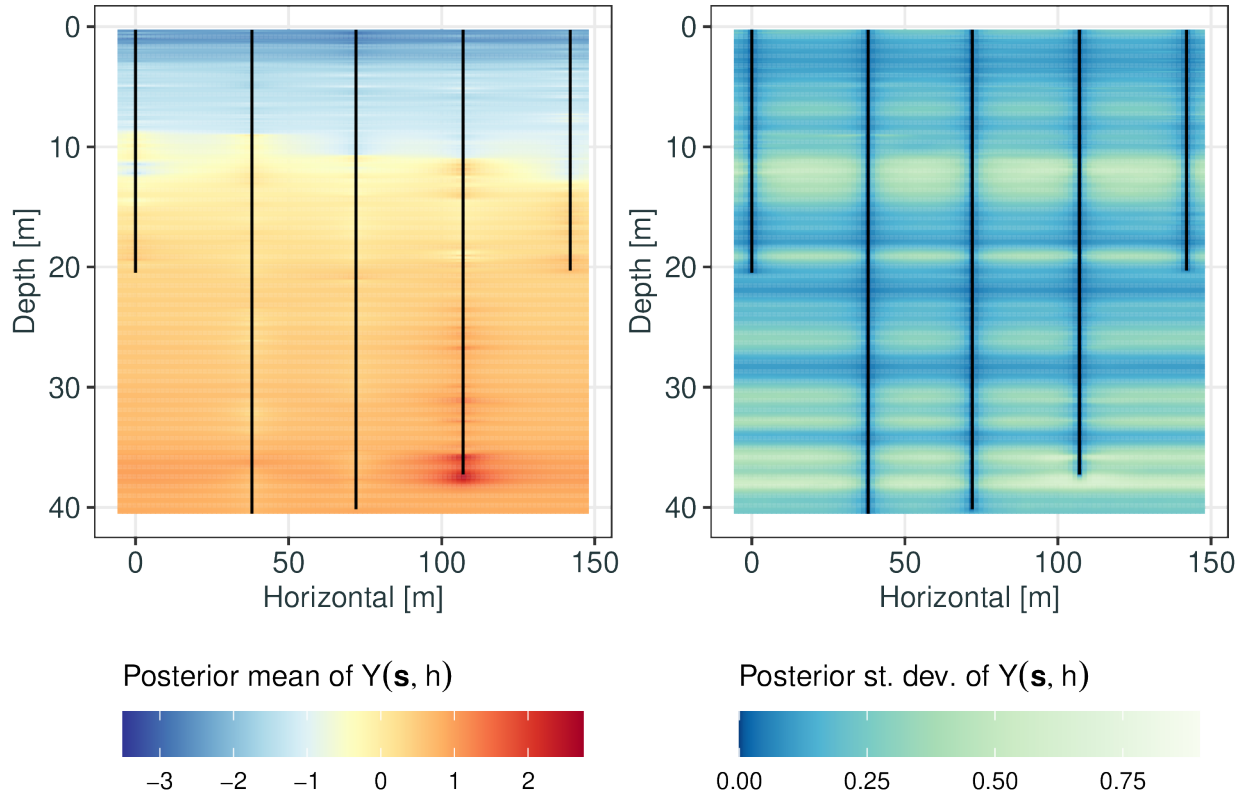 0
10
20
30
40
Depth [m]
0 50 100 150
Horizontal [m]
0
10
20
30
40
Depth [m]
0 50 100 150
Horizontal [m]
Posterior mean of Y(s, h)
−3 −2 −1 0 1 2
Posterior st. dev. of Y(s, h)
0.00 0.25 0.50 0.75